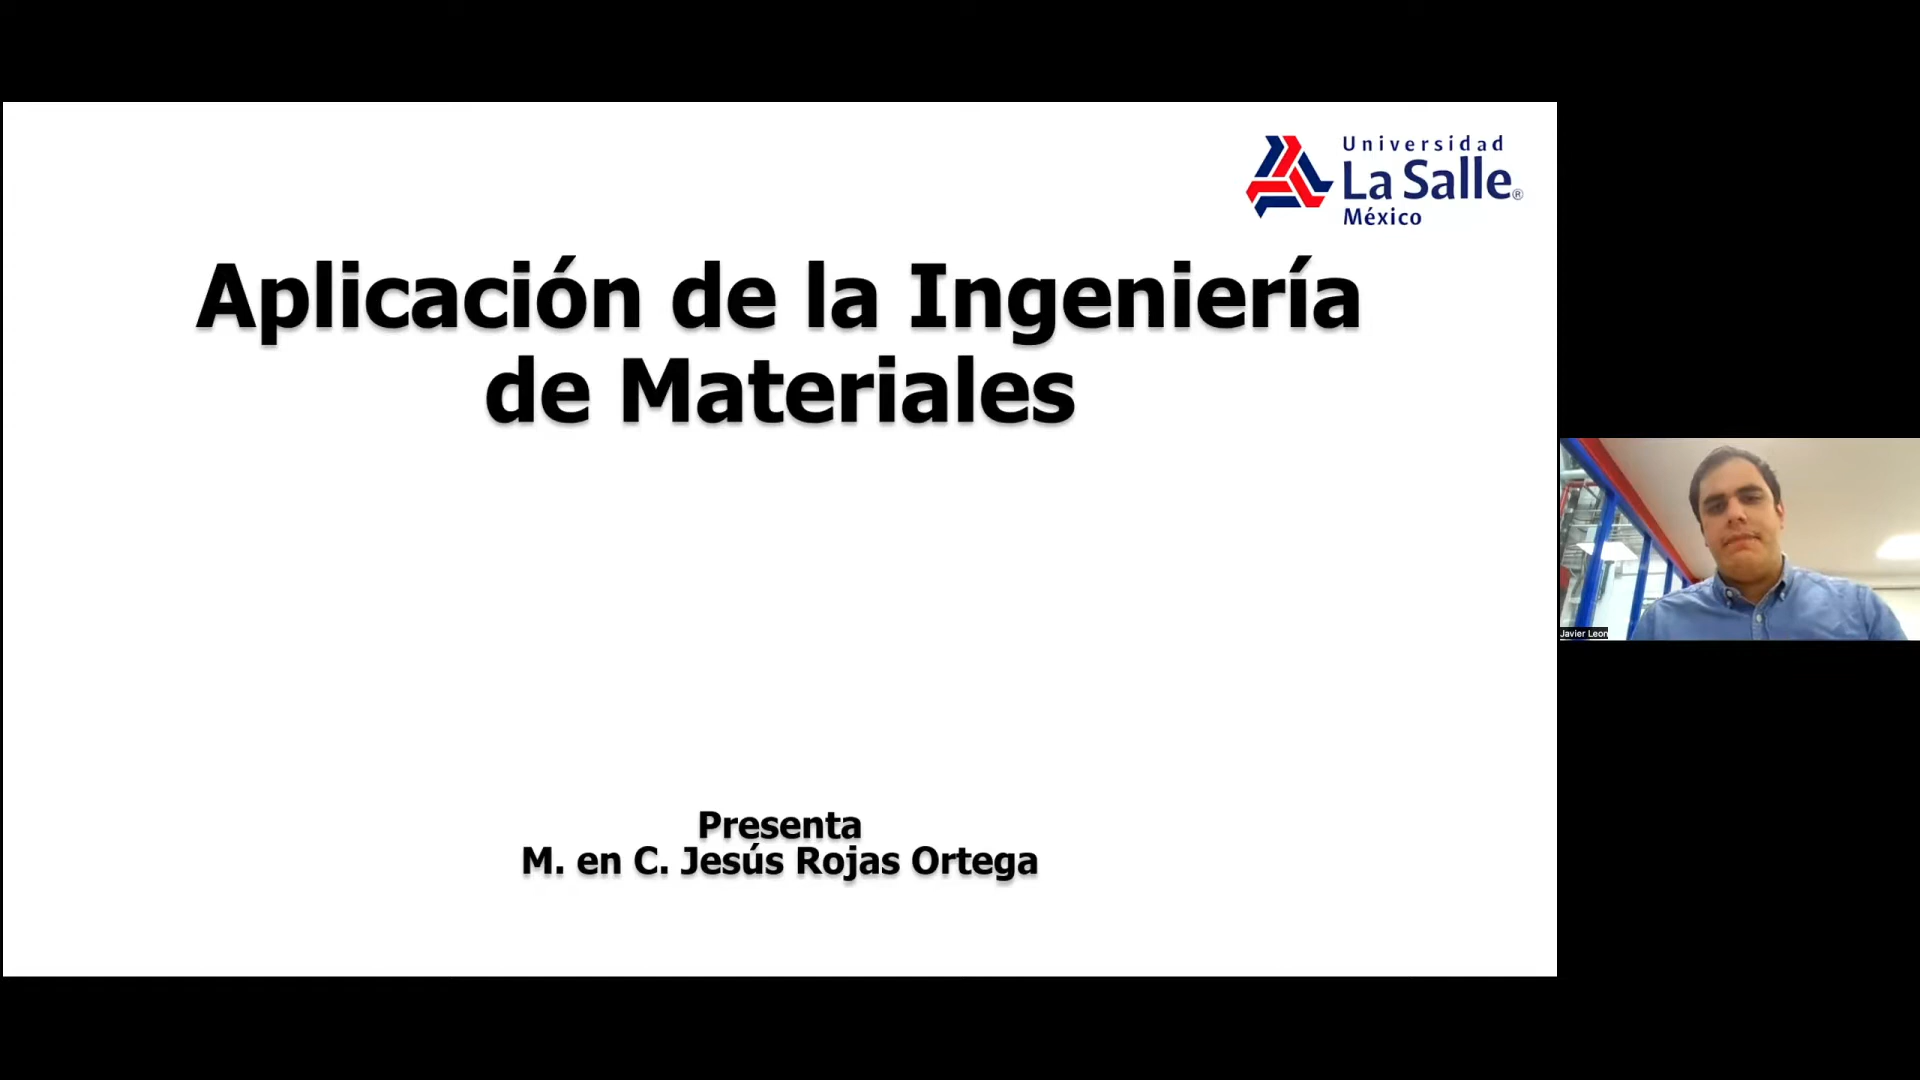 Universidad
La Salle®
México
Aplicación de la Ingeniería
de Materiales
Presenta
M. en C. Jesús Rojas Ortega
Javier Leon